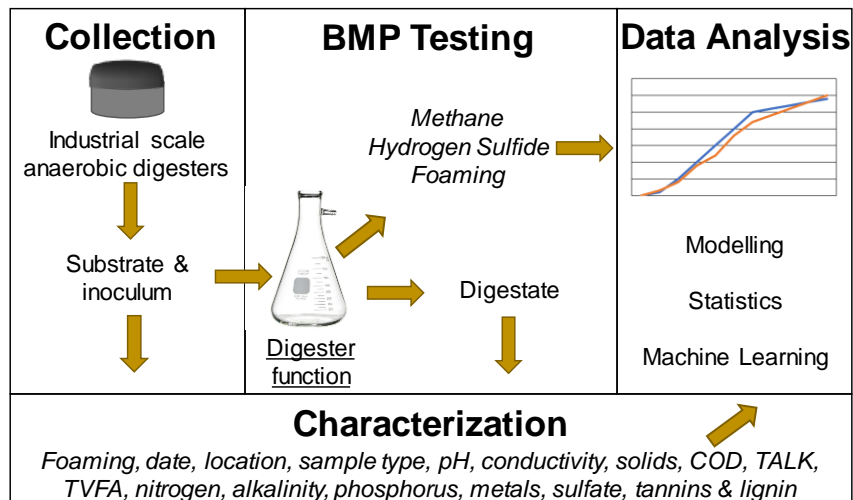 Collection
Industrial scale
anaerobic digesters
Substrate &
inoculum
BMP Testing
Methane
Hydrogen Sulfide
Foaming
Digestate
Digester
function
Data Analysis
Modelling
Statistics
Machine Learning
Characterization
Foaming, date, location, sample type, pH, conductivity, solids, COD, TALK,
TVFA, nitrogen, alkalinity, phosphorus, metals, sulfate, tannins & lignin